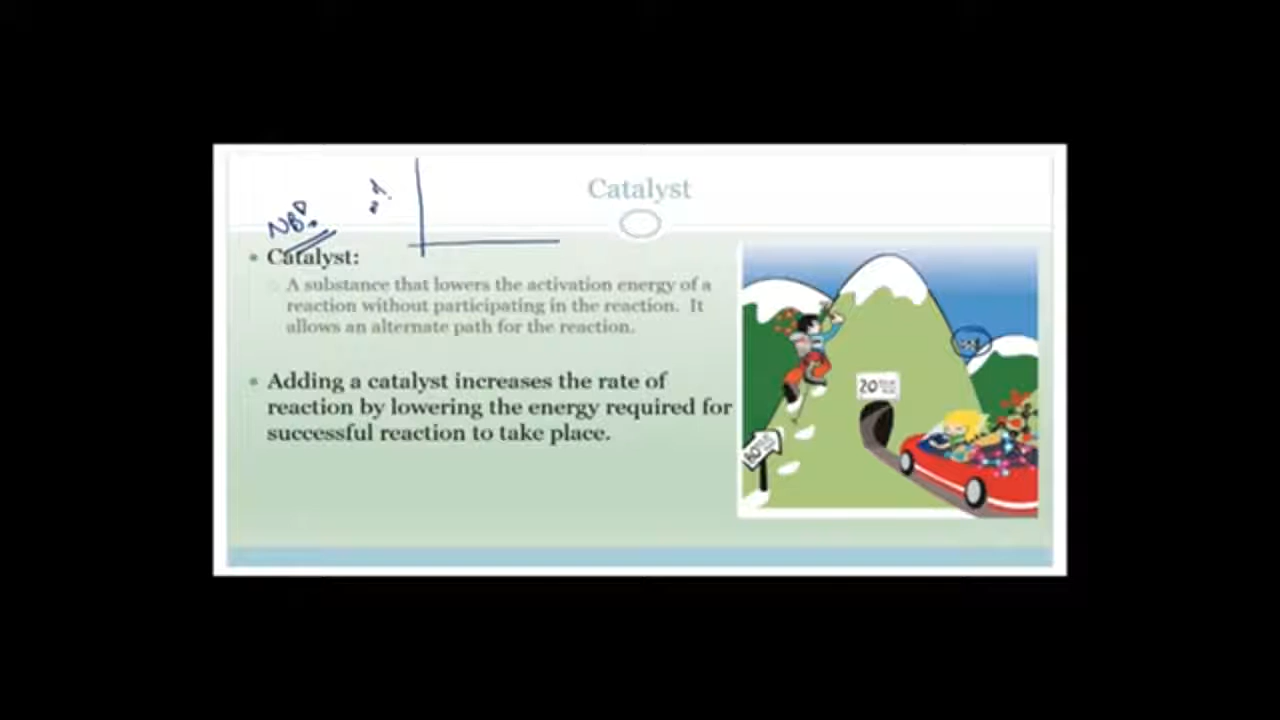 Catalyst
NB
Catalyst:
A substance that lowers the activation energy of a
reaction without participating in the reaction. It
allows an alternate path for the reaction.
Adding a catalyst increases the rate of
reaction by lowering the energy required for
successful reaction to take place.
20